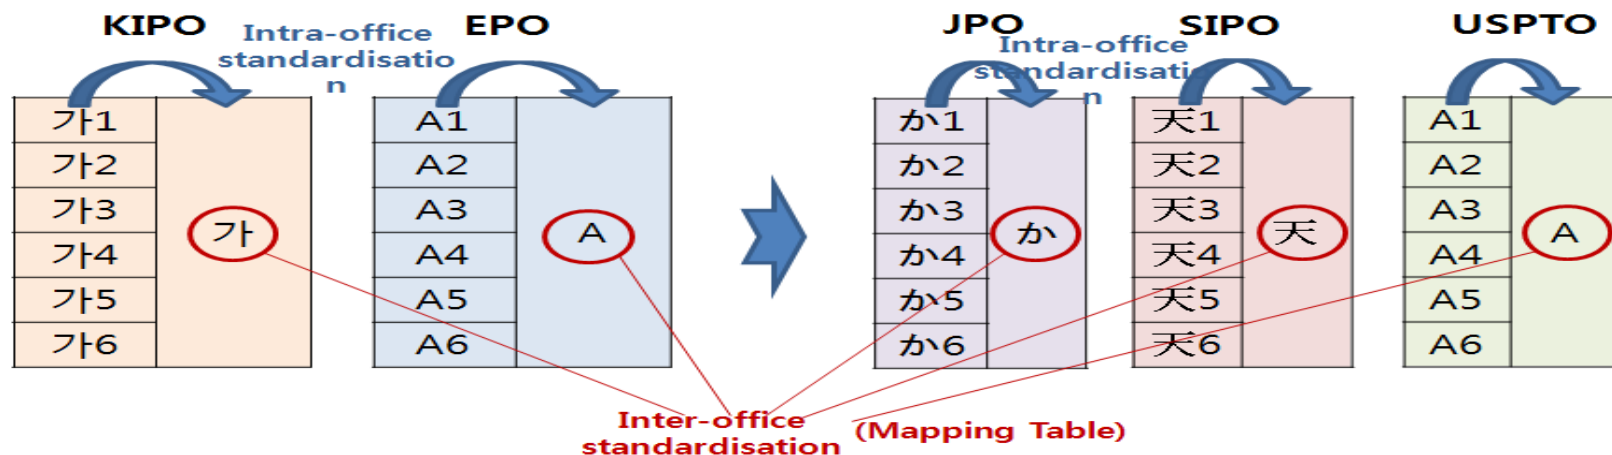 KIPO
Intra-office
standardisatio
n
EPO
JPO
Intra-office
standardisatio
n
SIPO
USPTO
가1
가2
가3
가4
가5
가6
가
A1
A2
A3
A4
A5
A6
A
か1
か2
か3
か4
か5
か6
か
天1
天2
天3
天4
天5
天6
天
A1
A2
A3
A4
A5
A6
A
Inter-office
standardisation
(Mapping Table)